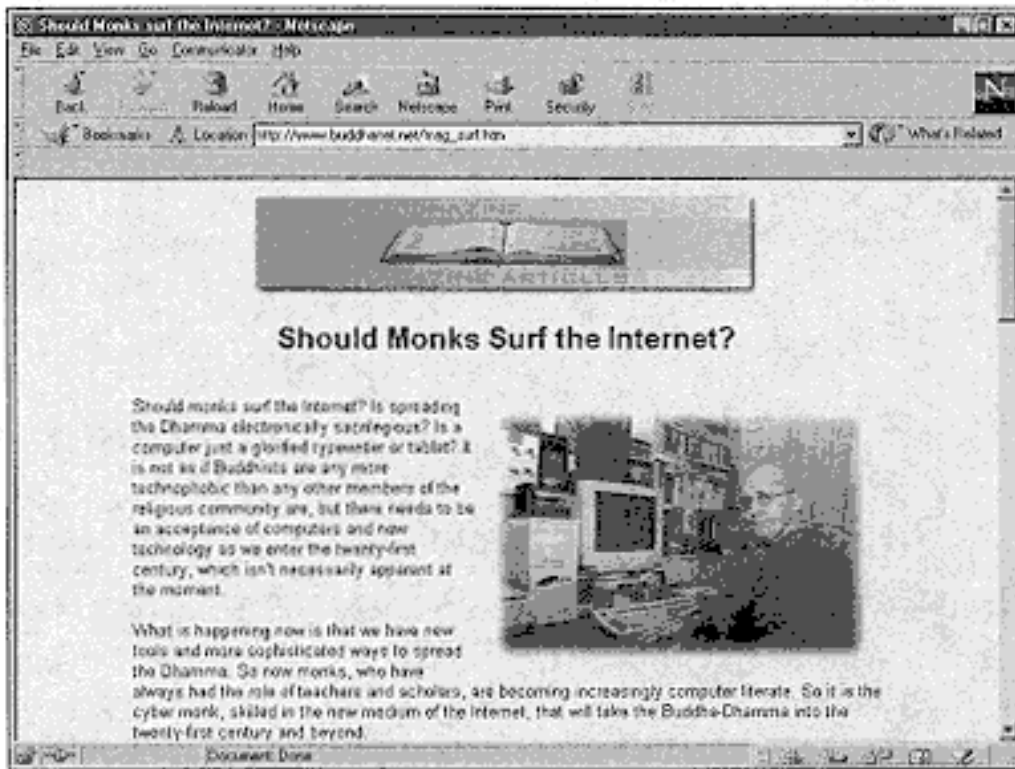 Should Monks surf the Internet? - Netscape
File Edit View Go Communicator Help
Back Reload Home Search Netscape Print Security
Bookmarks Location http://www.buddhanet.net/mag_surf.htm What's Related
ZINE ARTICLES
Should Monks Surf the Internet?
Should monks surf the Internet? Is spreading
the Dhamma electronically sacrilegious? Is a
computer just a glorified typewriter or tablet? It
is not as if Buddhists are any more
technophobic than any other members of the
religious community are, but there needs to be
an acceptance of computers and new
technology as we enter the twenty-first
century, which isn't necessarily apparent at
the moment.
What is happening now is that we have new
tools and more sophisticated ways to spread
the Dhamma. So now monks, who have
always had the role of teachers and scholars, are becoming increasingly computer literate. So it is the
cyber monk, skilled in the new medium of the Internet, that will take the Buddha-Dhamma into the
twenty-first century and beyond.
Document: Done